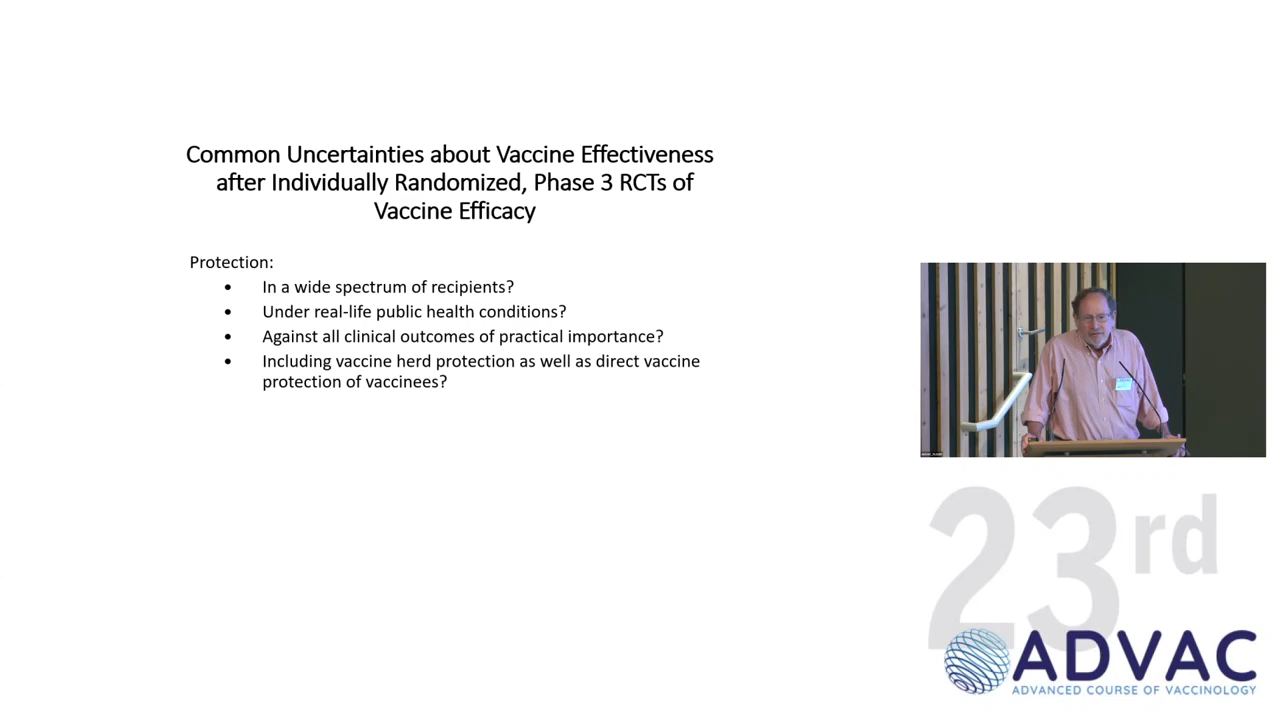 Common Uncertainties about Vaccine Effectiveness
after Individually Randomized, Phase 3 RCTs of
Vaccine Efficacy
Protection:
• In a wide spectrum of recipients?
• Under real-life public health conditions?
• Against all clinical outcomes of practical importance?
• Including vaccine herd protection as well as direct vaccine
protection of vaccinees?
23rd
ADVAC
ADVANCED COURSE OF VACCINOLOGY